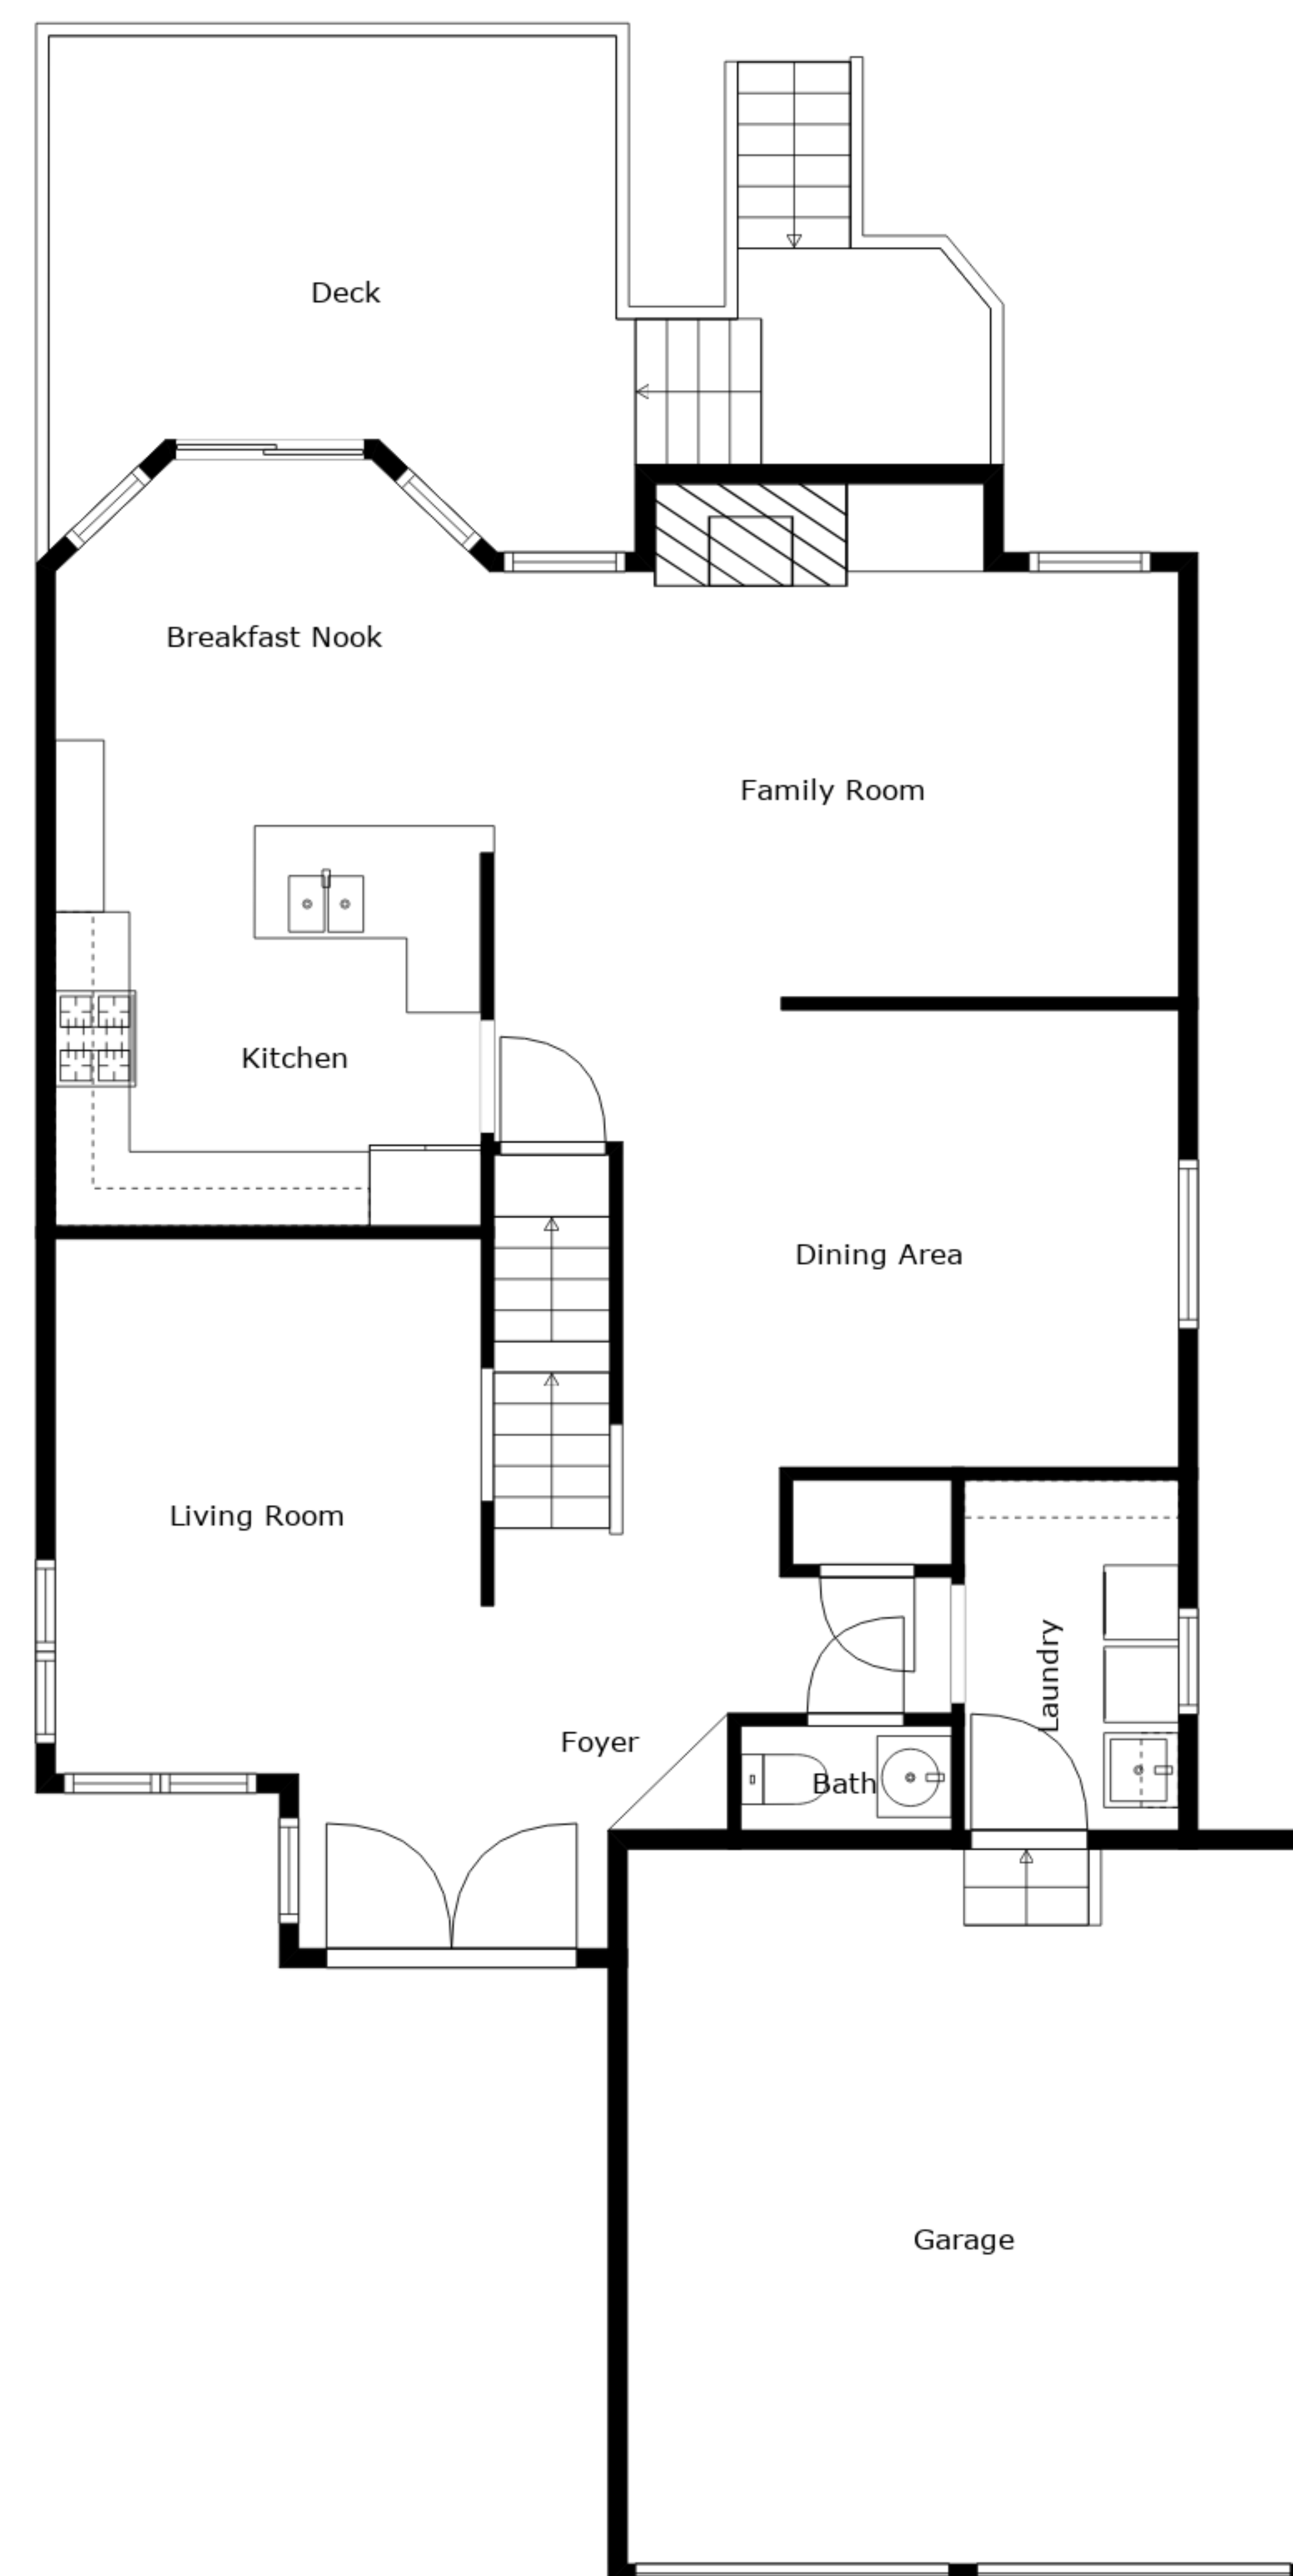 Deck
Breakfast Nook
Family Room
Kitchen
Dining Area
Living Room
Laundry
Foyer
Bath
Garage